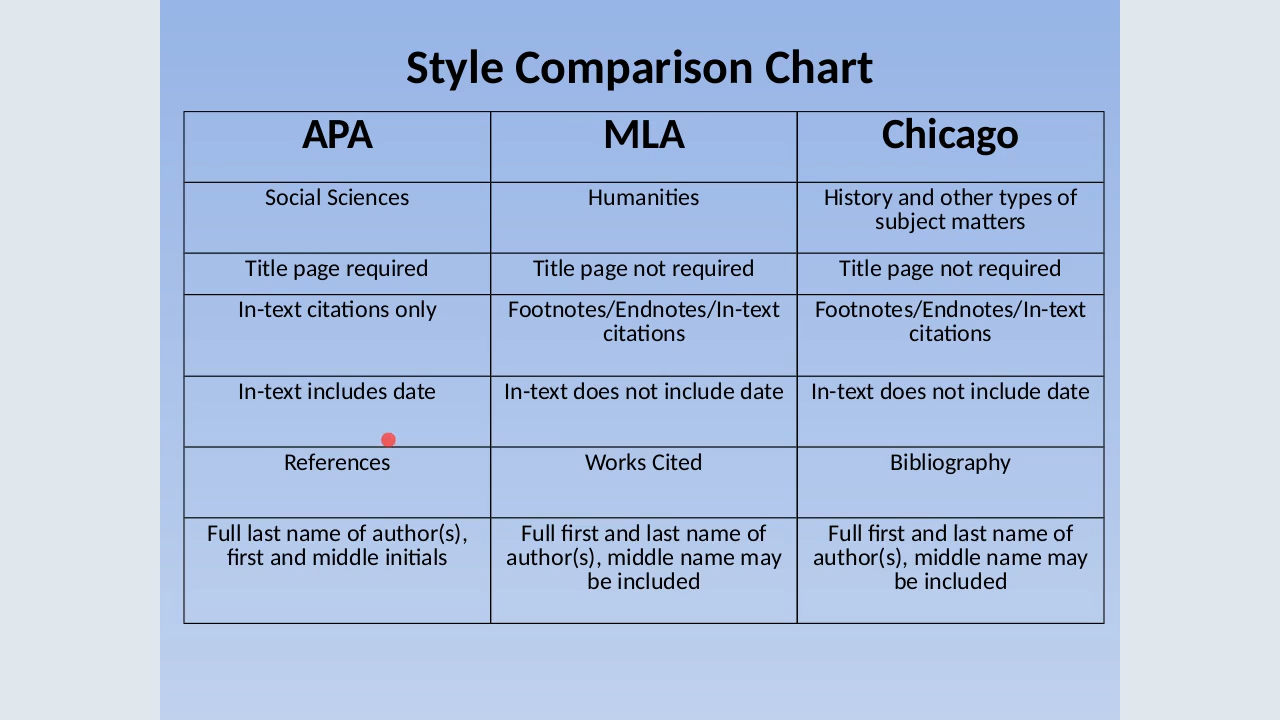 Style Comparison Chart
APA MLA Chicago
Social Sciences
Humanities
History and other types of
subject matters
Title page required
Title page not required
Title page not required
In-text citations only
Footnotes/Endnotes/In-text
citations
Footnotes/Endnotes/In-text
citations
In-text includes date
In-text does not include date
In-text does not include date
References
Works Cited
Bibliography
Full last name of author(s),
first and middle initials
Full first and last name of
author(s), middle name may
be included
Full first and last name of
author(s), middle name may
be included